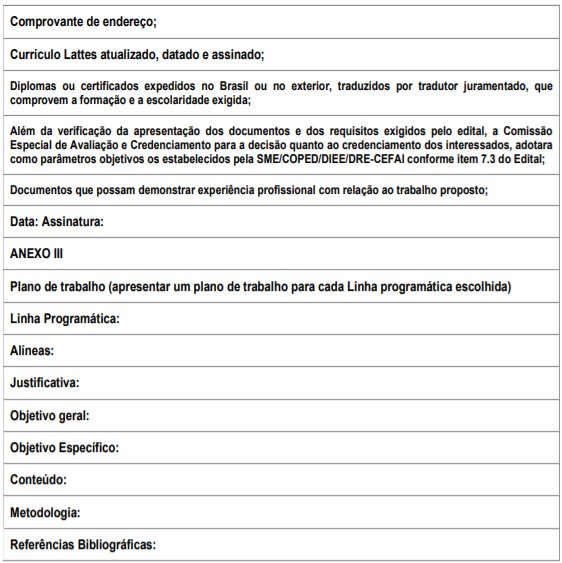 Comprovante de endereço;
Currículo Lattes atualizado, datado e assinado;
Diplomas ou certificados expedidos no Brasil ou no exterior, traduzidos por tradutor juramentado, que
comprovem a formação e a escolaridade exigida;
Além da verificação da apresentação dos documentos e dos requisitos exigidos pelo edital, a Comissão
Especial de Avaliação e Credenciamento para a decisão quanto ao credenciamento dos interessados, adotara
como parâmetros objetivos os estabelecidos pela SME/COPED/DIEE/DRE-CEFAI conforme item 7.3 do Edital;
Documentos que possam demonstrar experiência profissional com relação ao trabalho proposto;
Data: Assinatura:
ANEXO III
Plano de trabalho (apresentar um plano de trabalho para cada Linha programática escolhida)
Linha Programática:
Alíneas:
Justificativa:
Objetivo geral:
Objetivo Específico:
Conteúdo:
Metodologia:
Referências Bibliográficas: